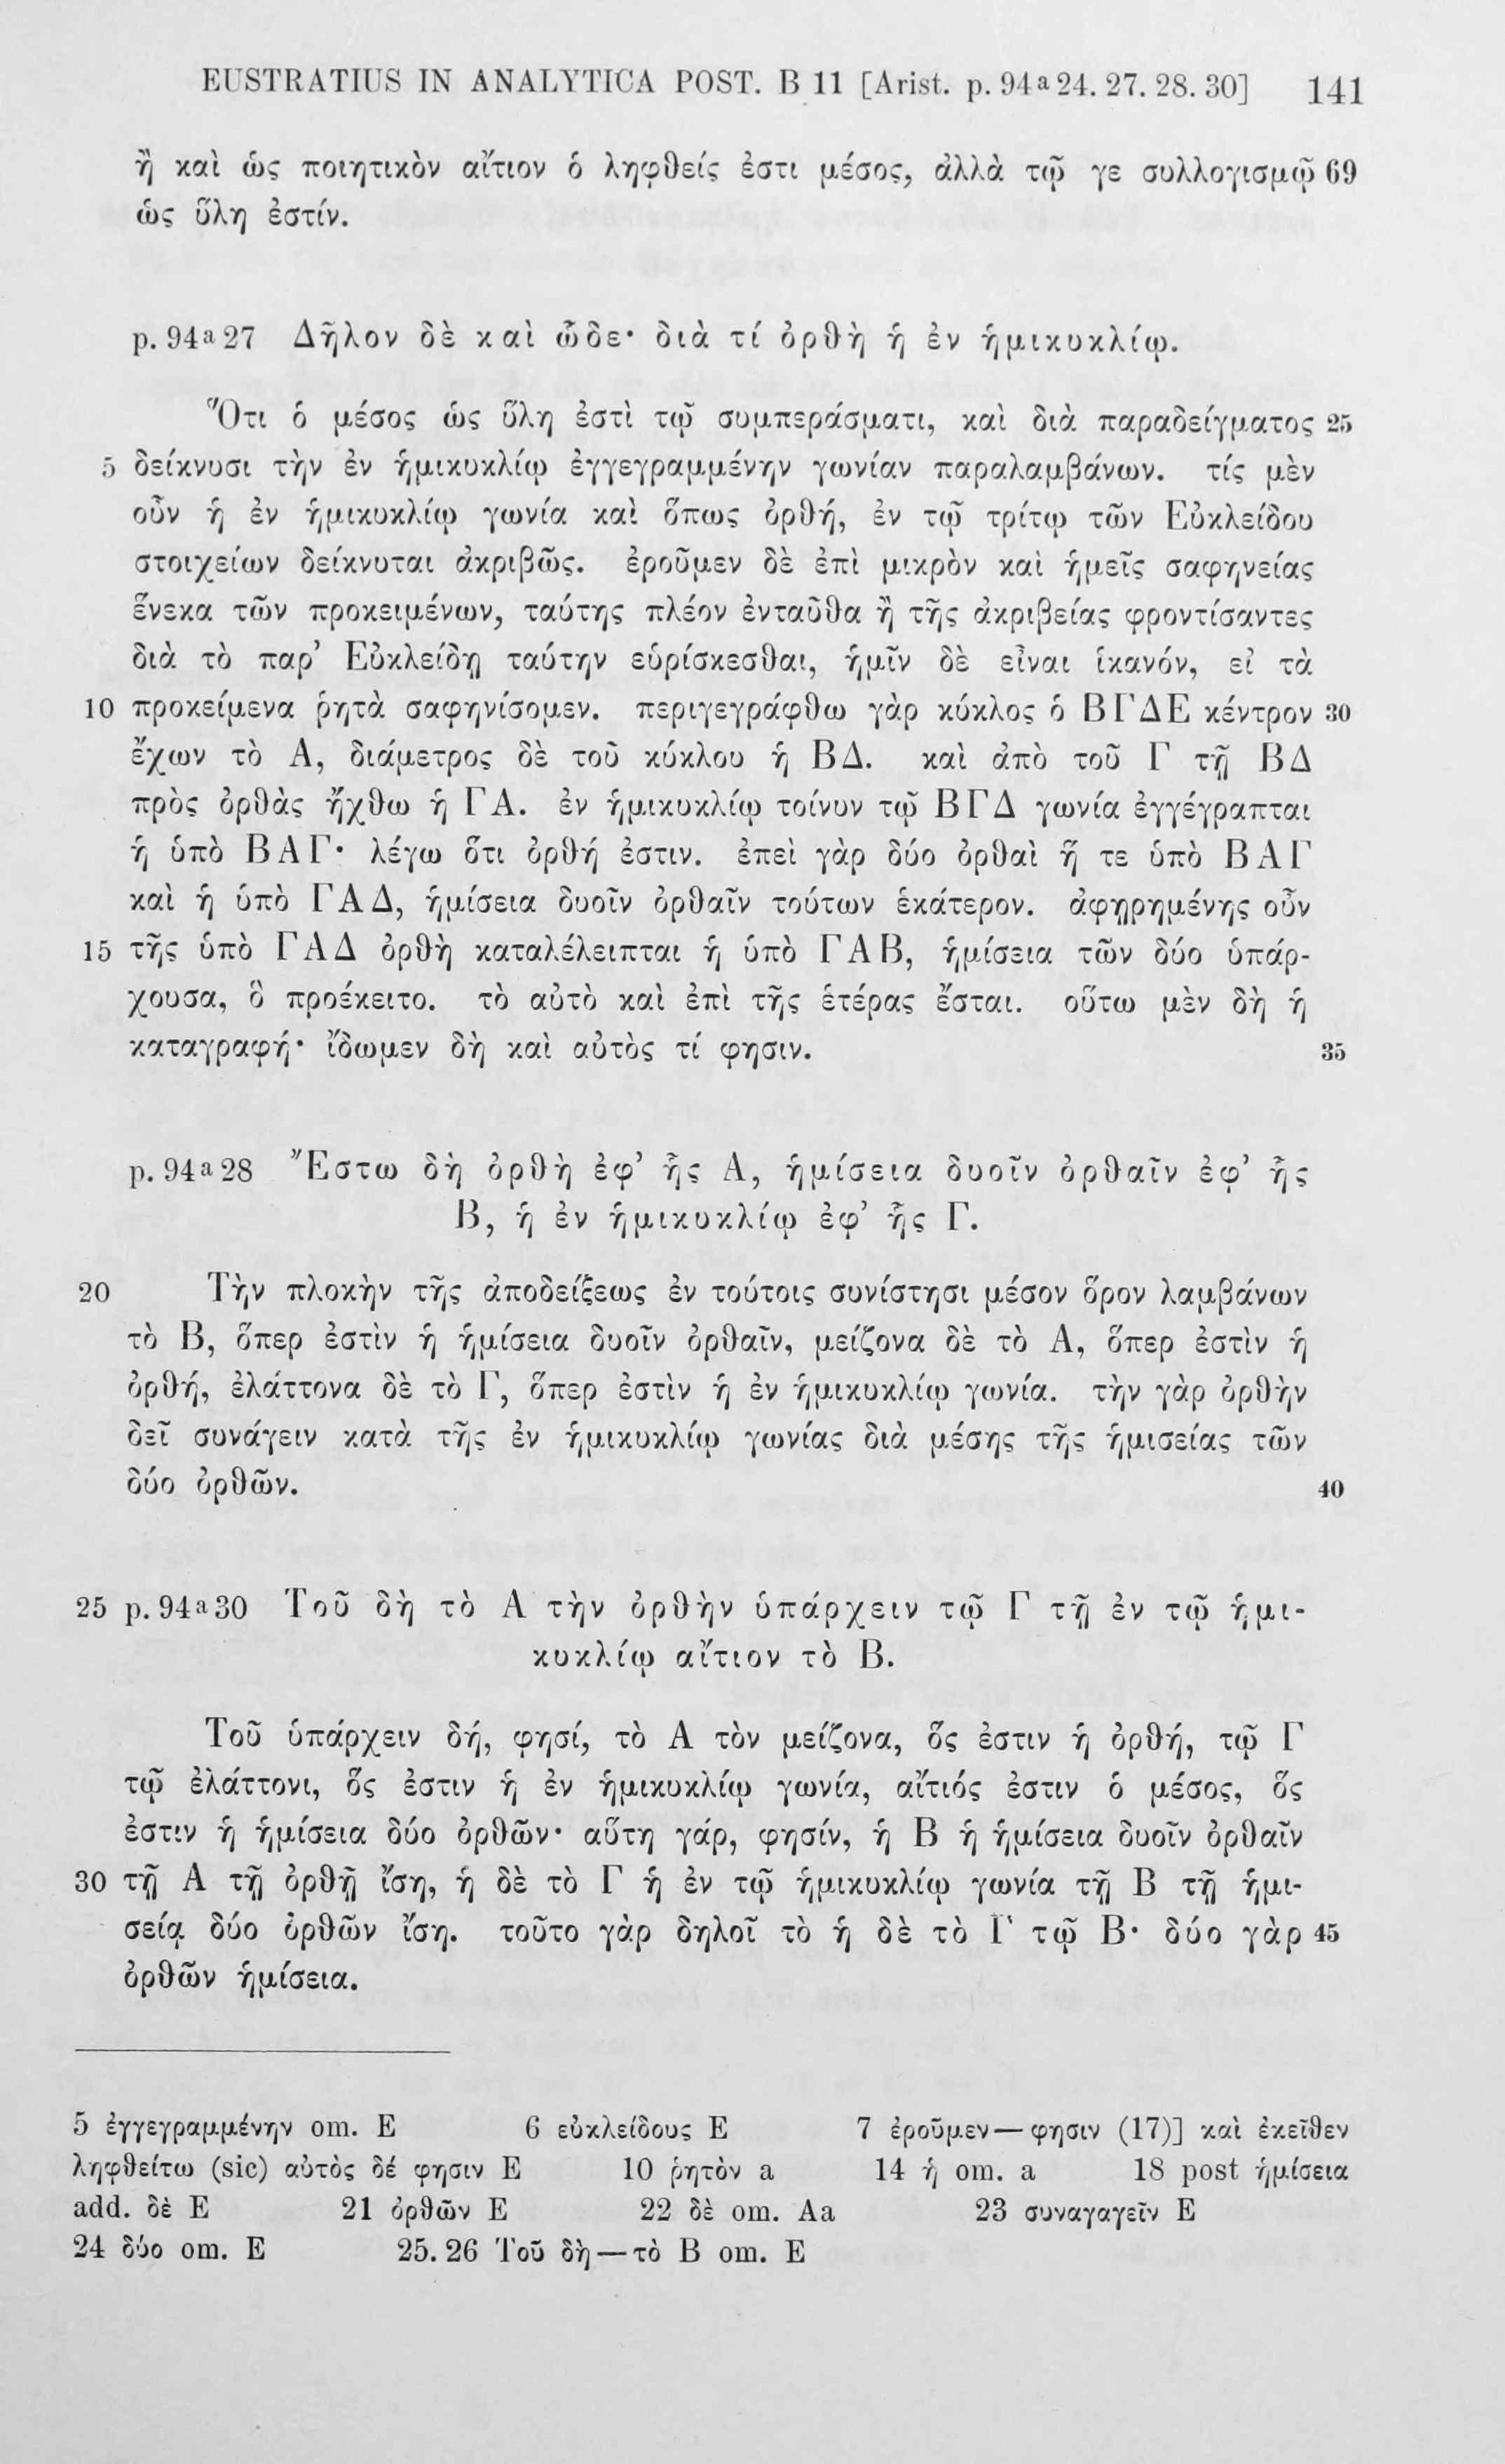 EUSTRATIUS IN ANALYTICA POST. B 11 [Arist. p. 94a24. 27. 28. 30] 141
ἢ καὶ ὡς ποιητικὸν αἴτιον ὁ ληφθείς ἐστι μέσος, ἀλλὰ τῷ γε συλλογισμῷ 69
ὡς ὕλη ἐστίν.
p. 94a27 Δῆλον δὲ καὶ ὧδε· διὰ τί ὀρθὴ ἡ ἐν ἡμικυκλίῳ.
Ὅτι ὁ μέσος ὡς ὕλη ἐστὶ τῷ συμπεράσματι, καὶ διὰ παραδείγματος 25
5 δείκνυσι τὴν ἐν ἡμικυκλίῳ ἐγγεγραμμένην γωνίαν παραλαμβάνων. τίς μὲν
οὖν ἡ ἐν ἡμικυκλίῳ γωνία καὶ ὅπως ὀρθή, ἐν τῷ τρίτῳ τῶν Εὐκλείδου
στοιχείων δείκνυται ἀκριβῶς. ἐροῦμεν δὲ ἐπὶ μικρὸν καὶ ἡμεῖς σαφηνείας
ἕνεκα τῶν προκειμένων, ταύτης πλέον ἐνταῦθα ἢ τῆς ἀκριβείας φροντίσαντες
διὰ τὸ παρ’ Εὐκλείδῃ ταύτην εὑρίσκεσθαι, ἡμῖν δὲ εἶναι ἱκανόν, εἰ τὰ
10 προκείμενα ῥητὰ σαφηνίσομεν. περιγεγράφθω γὰρ κύκλος ὁ ΒΓΔΕ κέντρον 30
ἔχων τὸ Α, διάμετρος δὲ τοῦ κύκλου ἡ ΒΔ. καὶ ἀπὸ τοῦ Γ τῇ ΒΔ
πρὸς ὀρθὰς ἤχθω ἡ ΓΑ. ἐν ἡμικυκλίῳ τοίνυν τῷ ΒΓΔ γωνία ἐγγέγραπται
ἡ ὑπὸ ΒΑΓ· λέγω ὅτι ὀρθή ἐστιν. ἐπεὶ γὰρ δύο ὀρθαὶ ἥ τε ὑπὸ ΒΑΓ
καὶ ἡ ὑπὸ ΓΑΔ, ἡμίσεια δυοῖν ὀρθαῖν τούτων ἑκάτερον. ἀφῃρημένης οὖν
15 τῆς ὑπὸ ΓΑΔ ὀρθὴ καταλέλειπται ἡ ὑπὸ ΓΑΒ, ἡμίσεια τῶν δύο ὑπάρ-
χουσα, ὃ προέκειτο. τὸ αὐτὸ καὶ ἐπὶ τῆς ἑτέρας ἔσται. οὕτω μὲν δὴ ἡ
καταγραφή· ἴδωμεν δὴ καὶ αὐτὸς τί φησιν. 35
p. 94a28 Ἔστω δὴ ὀρθὴ ἐφ’ ἧς Α, ἡμίσεια δυοῖν ὀρθαῖν ἐφ’ ἧς
Β, ἡ ἐν ἡμικυκλίῳ ἐφ’ ἧς Γ.
20 Τὴν πλοκὴν τῆς ἀποδείξεως ἐν τούτοις συνίστησι μέσον ὅρον λαμβάνων
τὸ Β, ὅπερ ἐστὶν ἡ ἡμίσεια δυοῖν ὀρθαῖν, μείζονα δὲ τὸ Α, ὅπερ ἐστὶν ἡ
ὀρθή, ἐλάττονα δὲ τὸ Γ, ὅπερ ἐστὶν ἡ ἐν ἡμικυκλίῳ γωνία. τὴν γὰρ ὀρθὴν
δεῖ συνάγειν κατὰ τῆς ἐν ἡμικυκλίῳ γωνίας διὰ μέσης τῆς ἡμισείας τῶν
δύο ὀρθῶν. 40
25 p. 94a30 Τοῦ δὴ τὸ Α τὴν ὀρθὴν ὑπάρχειν τῷ Γ τῇ ἐν τῷ ἡμι-
κυκλίῳ αἴτιον τὸ Β.
Τοῦ ὑπάρχειν δή, φησί, τὸ Α τὸν μείζονα, ὅς ἐστιν ἡ ὀρθή, τῷ Γ
τῷ ἐλάττονι, ὅς ἐστιν ἡ ἐν ἡμικυκλίῳ γωνία, αἴτιός ἐστιν ὁ μέσος, ὅς
ἐστιν ἡ ἡμίσεια δύο ὀρθῶν· αὕτη γάρ, φησίν, ἡ Β ἡ ἡμίσεια δυοῖν ὀρθαῖν
30 τῇ Α τῇ ὀρθῇ ἴση, ἡ δὲ τὸ Γ ἡ ἐν τῷ ἡμικυκλίῳ γωνία τῇ Β τῇ ἡμι-
σείᾳ δύο ὀρθῶν ἴση. τοῦτο γὰρ δηλοῖ τὸ ἡ δὲ τὸ Γ τῷ Β· δύο γὰρ 45
ὀρθῶν ἡμίσεια.
5 ἐγγεγραμμένην om. E 6 εὐκλείδους E 7 ἐροῦμεν — φησιν (17)] καὶ ἐκεῖθεν
ληφθείτω (sic) αὐτὸς δέ φησιν E 10 ῥητὸν a 14 ἡ om. a 18 post ἡμίσεια
add. δὲ E 21 ὀρθῶν E 22 δὲ om. Aa 23 συναγαγεῖν E
24 δύο om. E 25. 26 Τοῦ δὴ — τὸ Β om. E